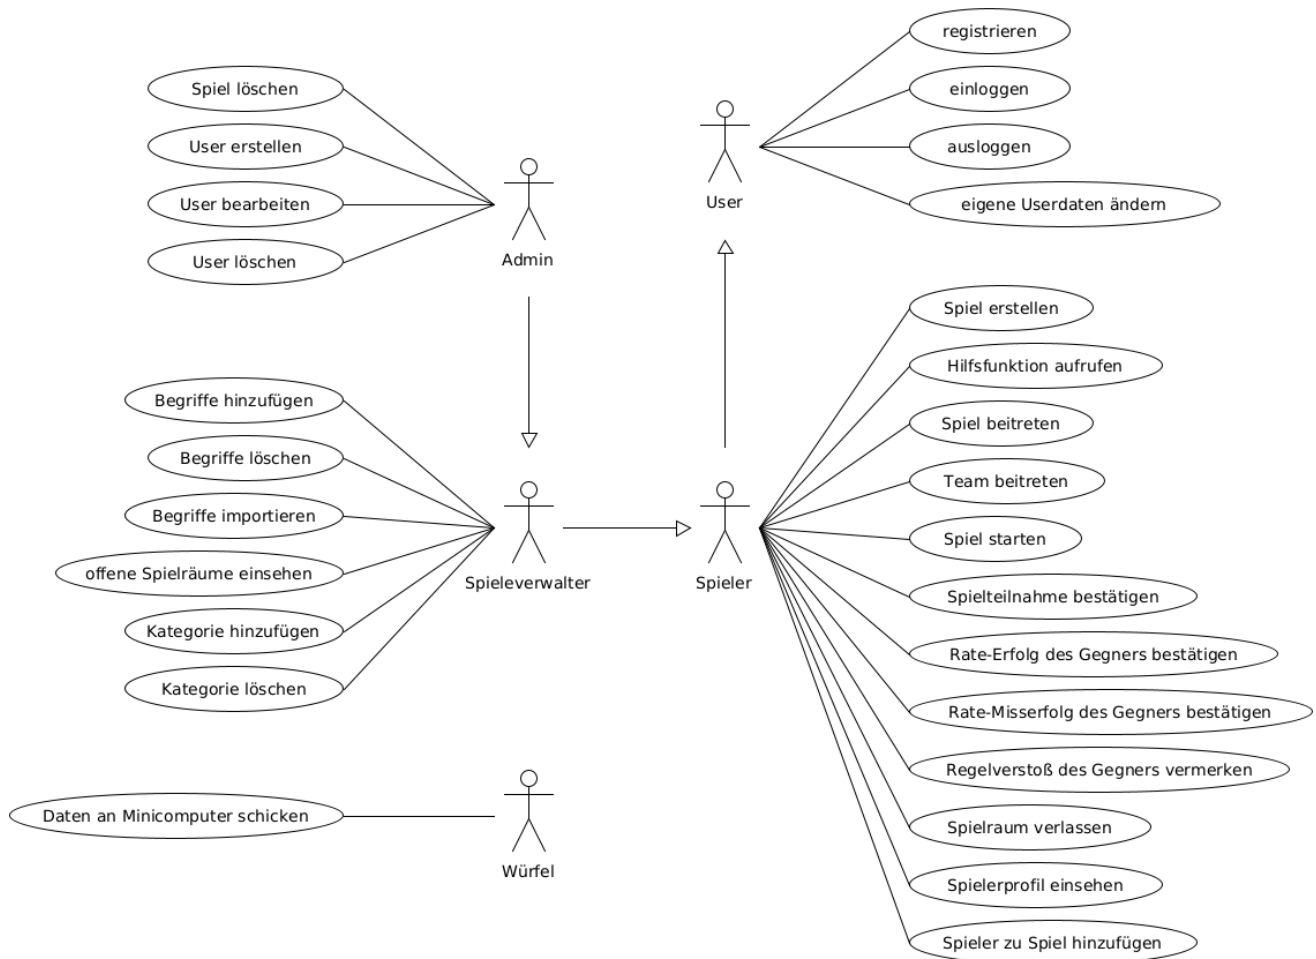 Spiel löschen
User erstellen
User bearbeiten
User löschen
Admin
User
registrieren
einloggen
ausloggen
eigene Userdaten ändern
Begriffe hinzufügen
Begriffe löschen
Begriffe importieren
offene Spielräume einsehen
Kategorie hinzufügen
Kategorie löschen
Spieleverwalter
Spieler
Spiel erstellen
Hilfsfunktion aufrufen
Spiel beitreten
Team beitreten
Spiel starten
Spielteilnahme bestätigen
Rate-Erfolg des Gegners bestätigen
Rate-Misserfolg des Gegners bestätigen
Regelverstoß des Gegners vermerken
Spielraum verlassen
Spielerprofil einsehen
Spieler zu Spiel hinzufügen
Daten an Minicomputer schicken
Würfel